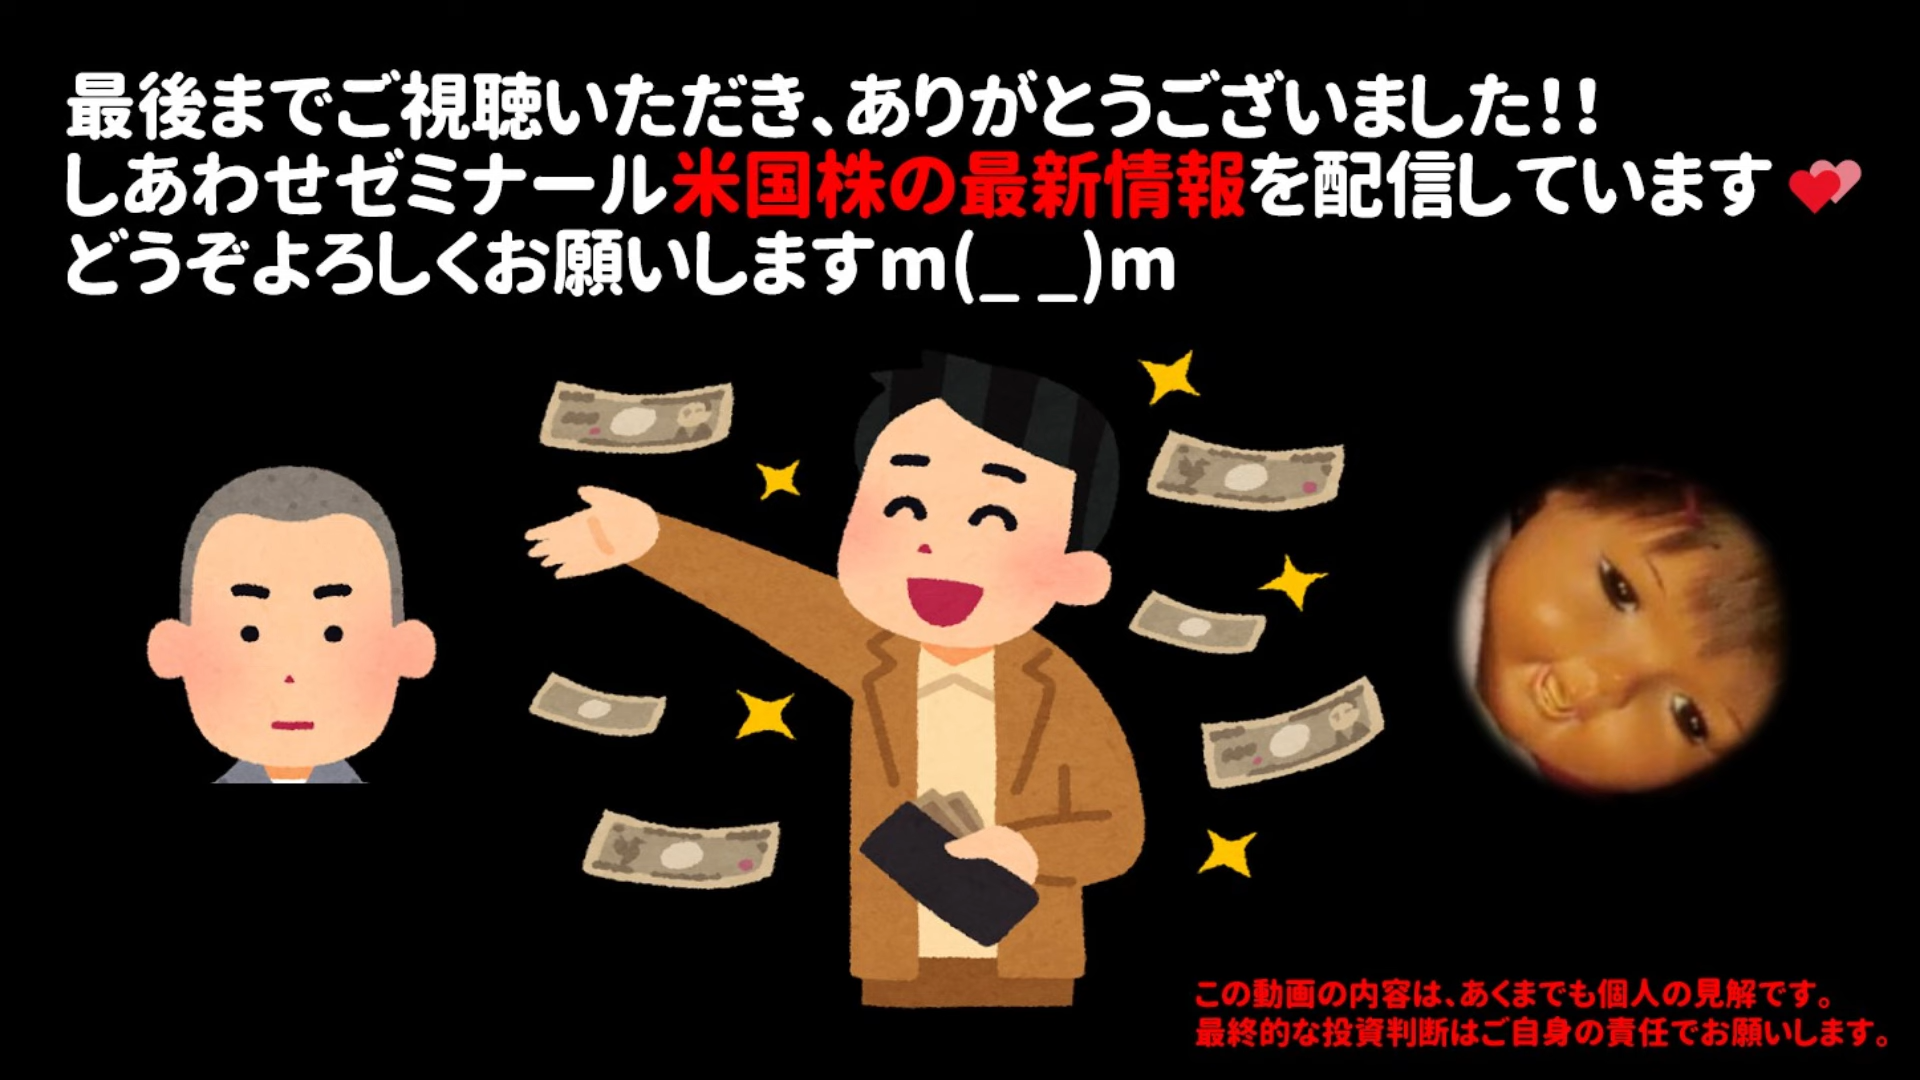 最後までご視聴いただき、ありがとうございました！！
しあわせゼミナール米国株の最新情報を配信しています💕
どうぞよろしくお願いしますm(_ _)m
この動画の内容は、あくまでも個人の見解です。
最終的な投資判断はご自身の責任でお願いします。